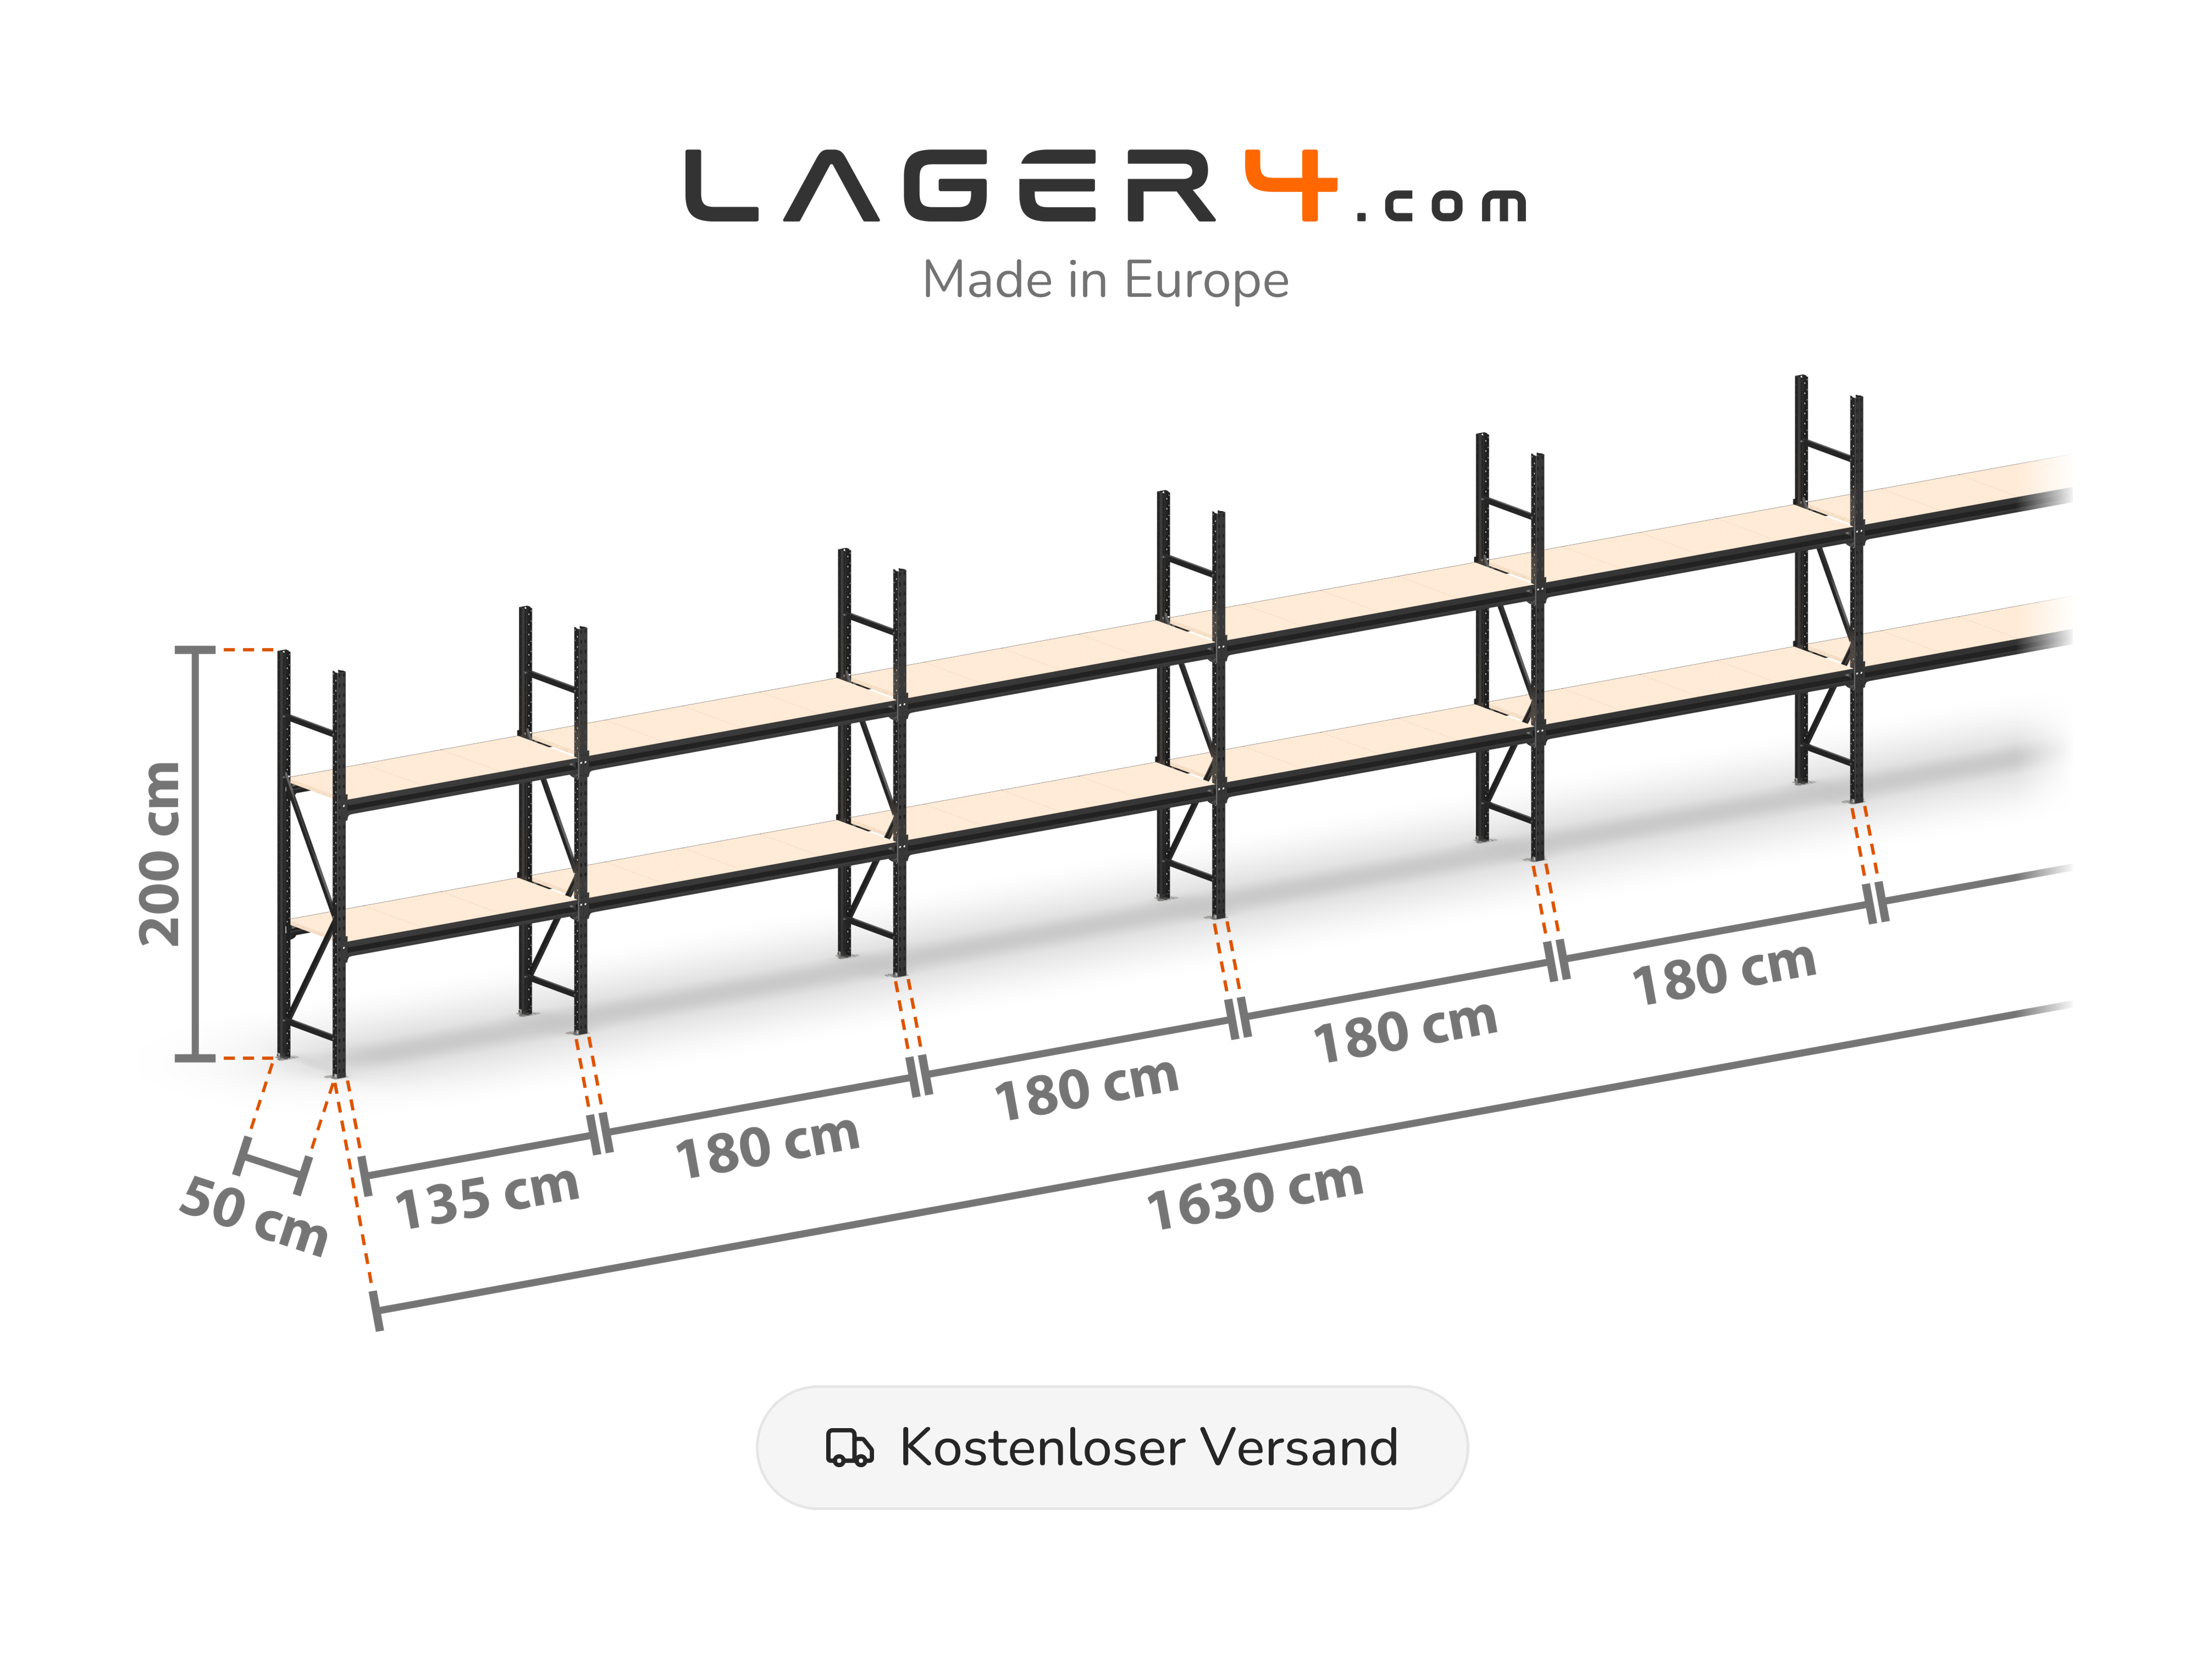 LAGER4.com
Made in Europe
200 cm
50 cm
135 cm
180 cm
180 cm
180 cm
180 cm
1630 cm
Kostenloser Versand